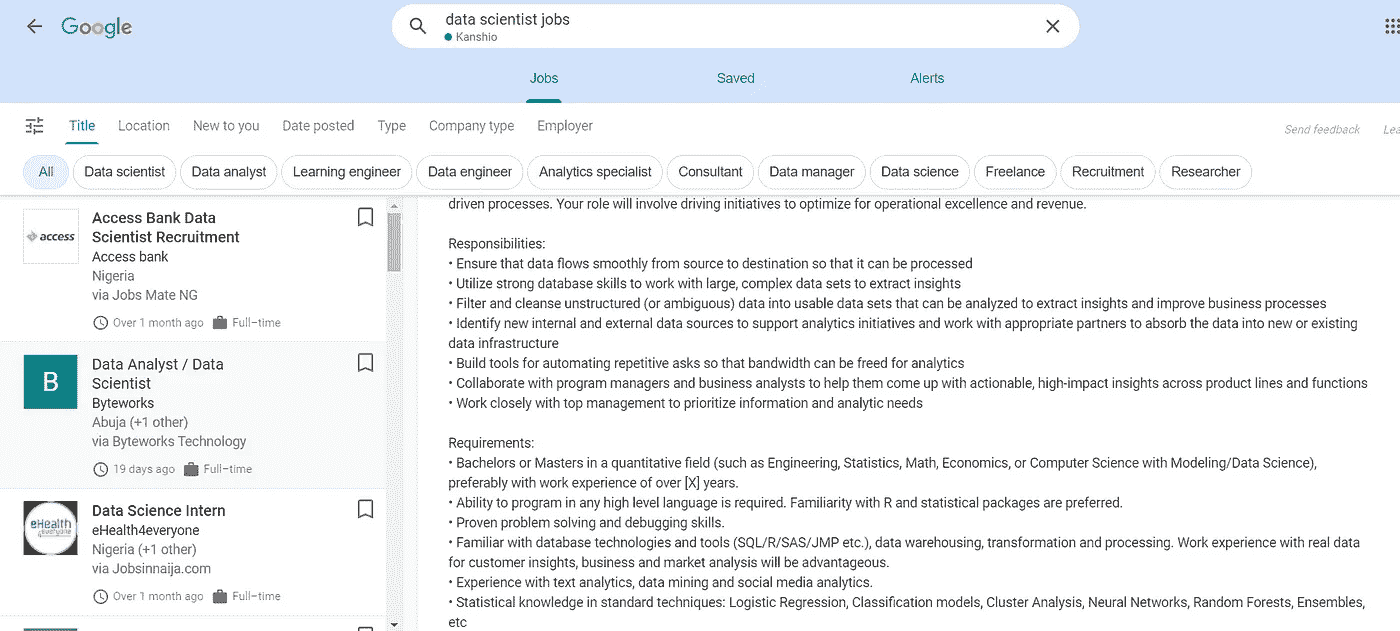 Google
data scientist jobs
Kanshio
Jobs Saved Alerts
Title Location New to you Date posted Type Company type Employer
Send feedback Lea
All Data scientist Data analyst Learning engineer Data engineer Analytics specialist Consultant Data manager Data science Freelance Recruitment Researcher
access
Access Bank Data
Scientist Recruitment
Access bank
Nigeria
via Jobs Mate NG
Over 1 month ago Full-time
B
Data Analyst / Data
Scientist
Byteworks
Abuja (+1 other)
via Byteworks Technology
19 days ago Full-time
eHealth
4everyone
Data Science Intern
eHealth4everyone
Nigeria (+1 other)
via Jobsinnaija.com
Over 1 month ago Full-time
driven processes. Your role will involve driving initiatives to optimize for operational excellence and revenue.
Responsibilities:
• Ensure that data flows smoothly from source to destination so that it can be processed
• Utilize strong database skills to work with large, complex data sets to extract insights
• Filter and cleanse unstructured (or ambiguous) data into usable data sets that can be analyzed to extract insights and improve business processes
• Identify new internal and external data sources to support analytics initiatives and work with appropriate partners to absorb the data into new or existing
data infrastructure
• Build tools for automating repetitive asks so that bandwidth can be freed for analytics
• Collaborate with program managers and business analysts to help them come up with actionable, high-impact insights across product lines and functions
• Work closely with top management to prioritize information and analytic needs
Requirements:
• Bachelors or Masters in a quantitative field (such as Engineering, Statistics, Math, Economics, or Computer Science with Modeling/Data Science),
preferably with work experience of over [X] years.
• Ability to program in any high level language is required. Familiarity with R and statistical packages are preferred.
• Proven problem solving and debugging skills.
• Familiar with database technologies and tools (SQL/R/SAS/JMP etc.), data warehousing, transformation and processing. Work experience with real data
for customer insights, business and market analysis will be advantageous.
• Experience with text analytics, data mining and social media analytics.
• Statistical knowledge in standard techniques: Logistic Regression, Classification models, Cluster Analysis, Neural Networks, Random Forests, Ensembles,
etc